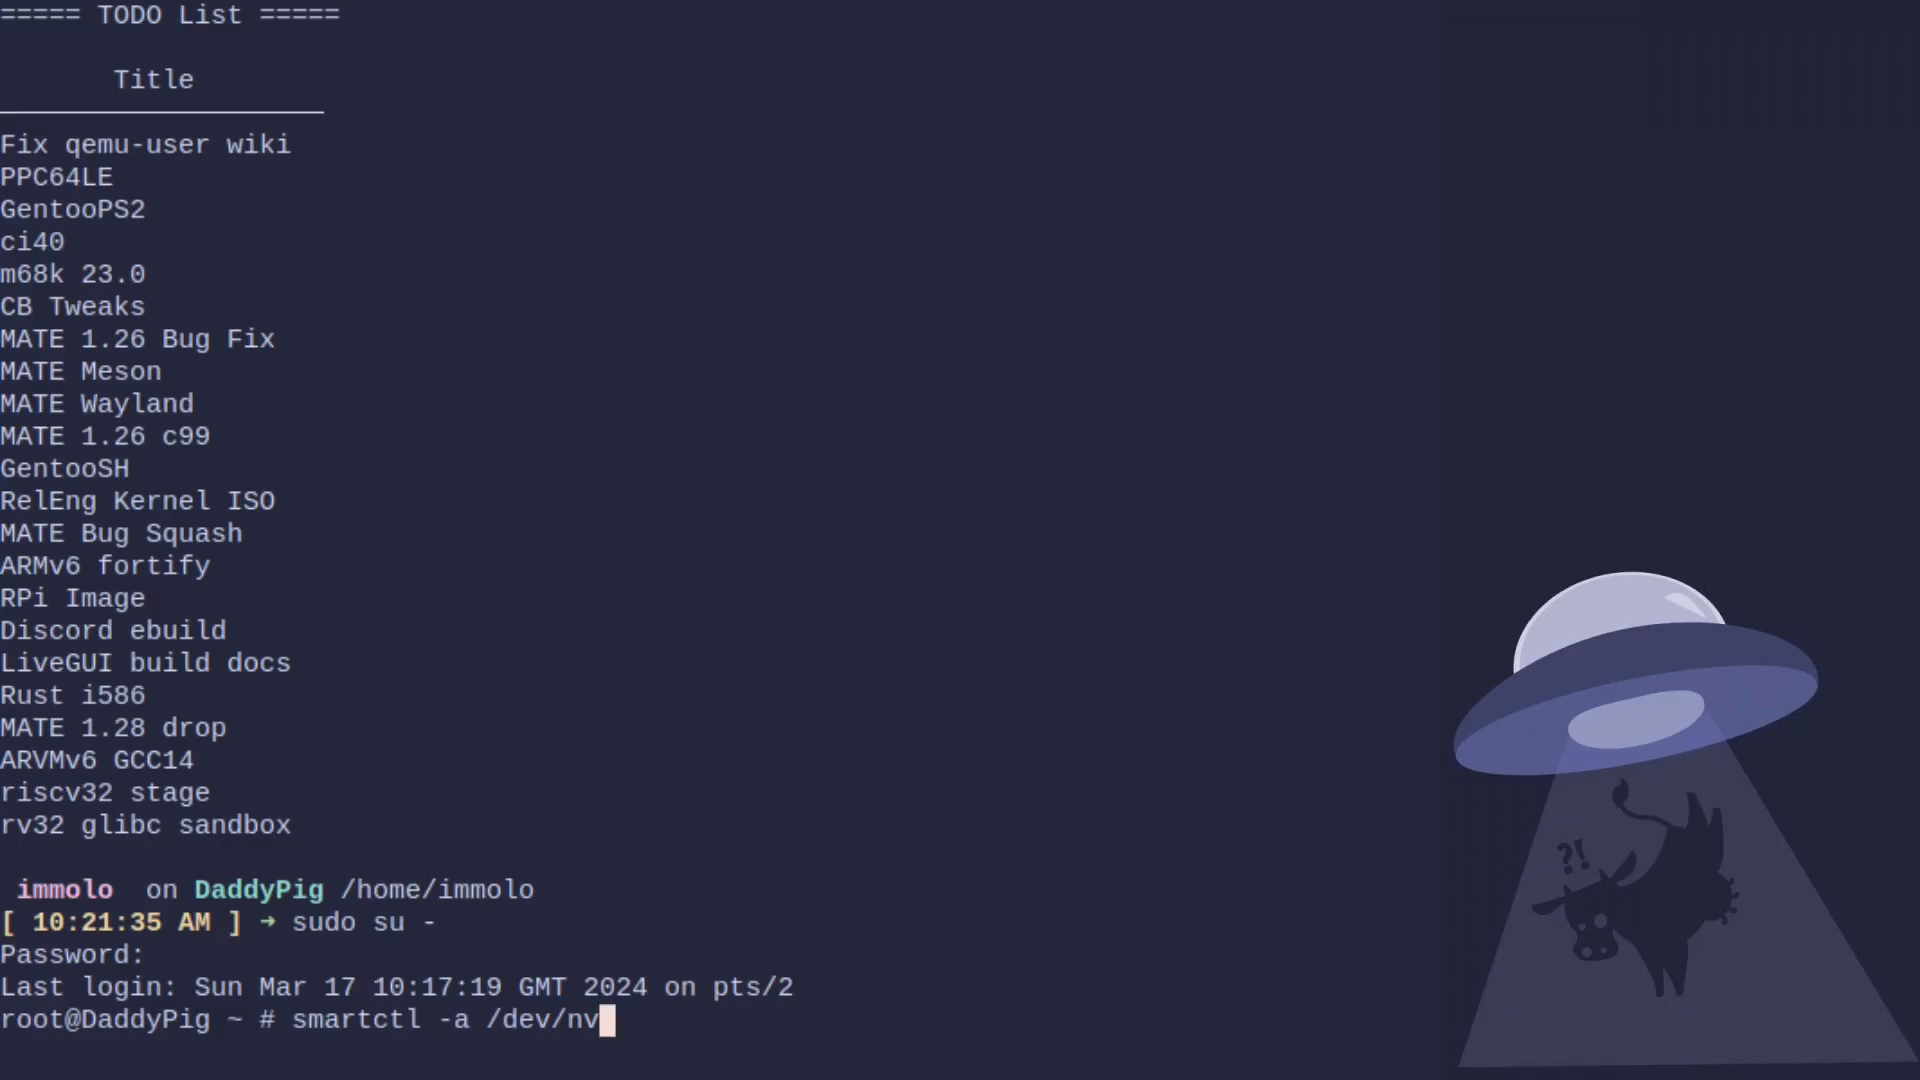 ===== TODO List =====
Title
Fix qemu-user wiki
PPC64LE
GentooPS2
ci40
m68k 23.0
CB Tweaks
MATE 1.26 Bug Fix
MATE Meson
MATE Wayland
MATE 1.26 c99
GentooSH
RelEng Kernel ISO
MATE Bug Squash
ARMv6 fortify
RPi Image
Discord ebuild
LiveGUI build docs
Rust i586
MATE 1.28 drop
ARVMv6 GCC14
riscv32 stage
rv32 glibc sandbox
immolo on DaddyPig /home/immolo
[ 10:21:35 AM ] ➜ sudo su -
Password:
Last login: Sun Mar 17 10:17:19 GMT 2024 on pts/2
root@DaddyPig ~ # smartctl -a /dev/nv
?!